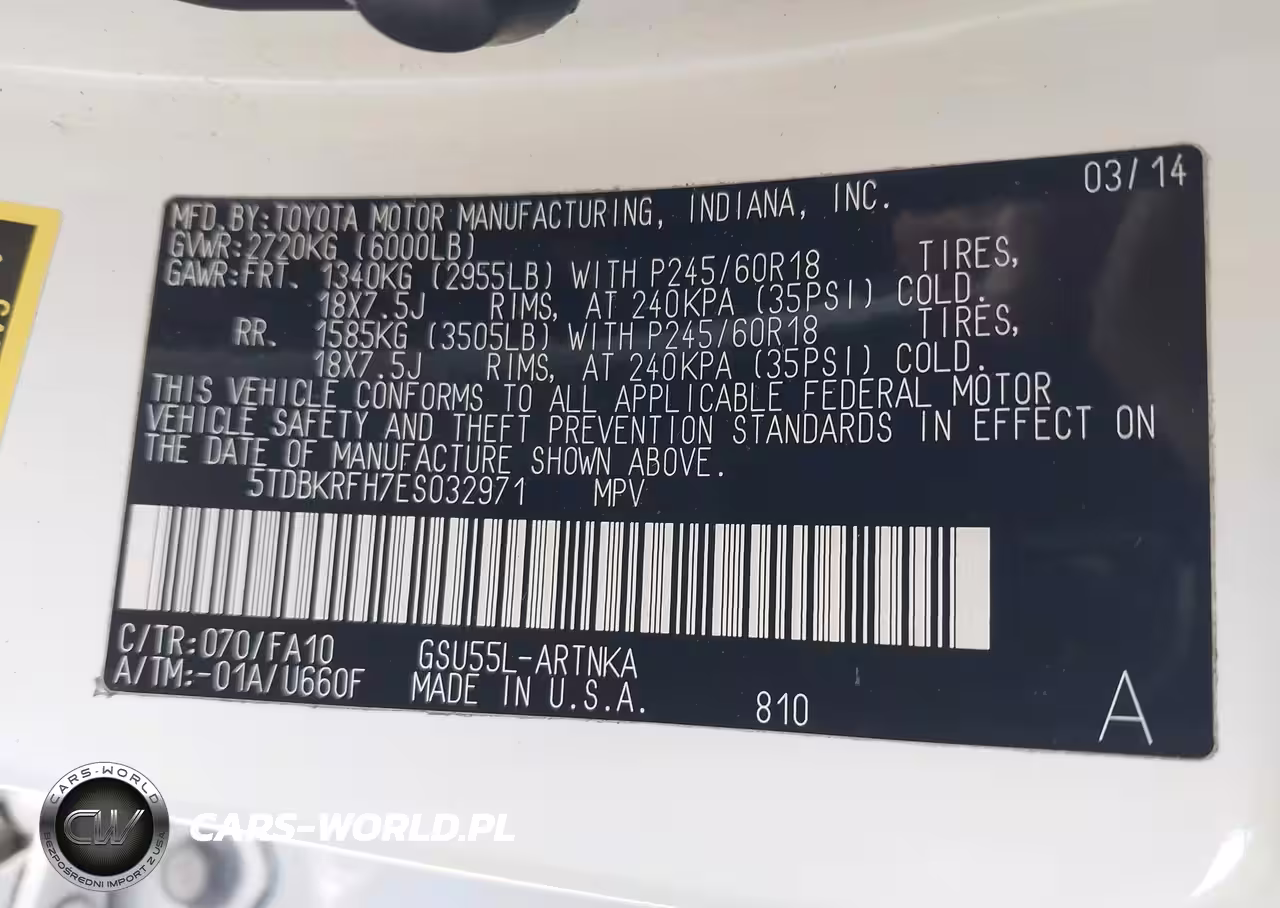 03/14
MFD.BY:TOYOTA MOTOR MANUFACTURING, INDIANA, INC.
GVWR:2720KG (6000LB)
GAWR:FRT. 1340KG (2955LB) WITH P245/60R18 TIRES,
18X7.5J RIMS, AT 240KPA (35PSI) COLD.
RR. 1585KG (3505LB) WITH P245/60R18 TIRES,
18X7.5J RIMS, AT 240KPA (35PSI) COLD.
THIS VEHICLE CONFORMS TO ALL APPLICABLE FEDERAL MOTOR
VEHICLE SAFETY AND THEFT PREVENTION STANDARDS IN EFFECT ON
THE DATE OF MANUFACTURE SHOWN ABOVE.
5TDBKRFH7ES032971 MPV
C/TR:070/FA10 GSU55L-ARTNKA
A/TM:-01A/U660F MADE IN U.S.A.
810
A
CARS-WORLD
CW
BEZPOŚREDNI IMPORT Z USA
CARS-WORLD.PL